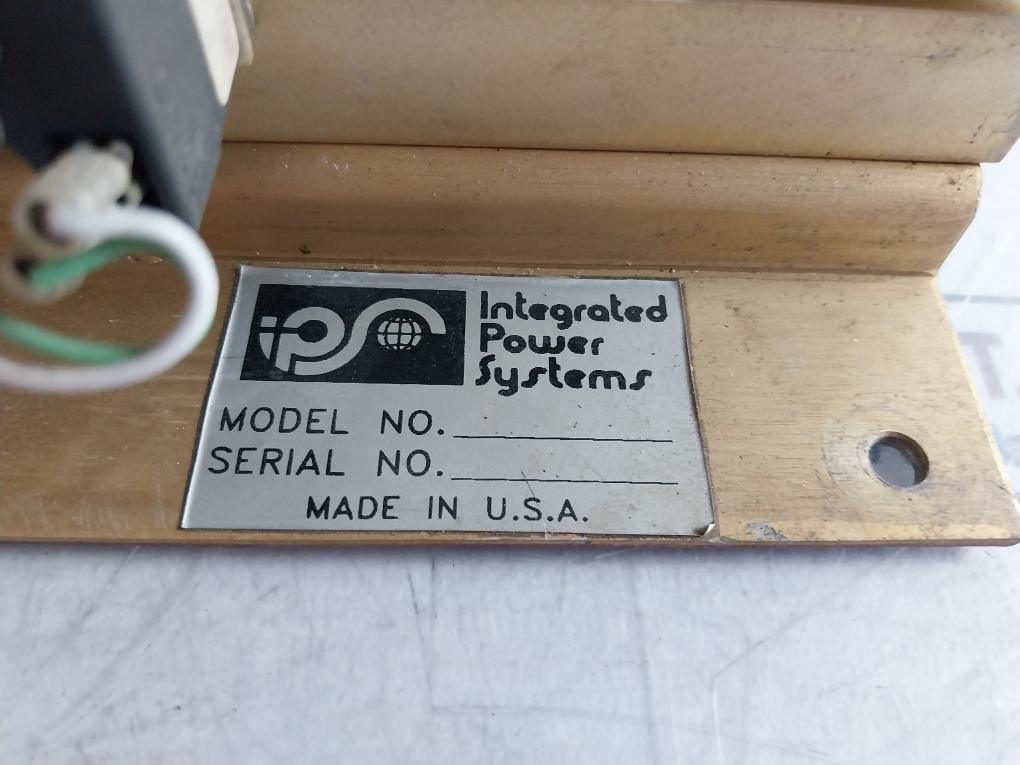 iPS
Integrated
Power
Systems
MODEL NO.
SERIAL NO.
MADE IN U.S.A.